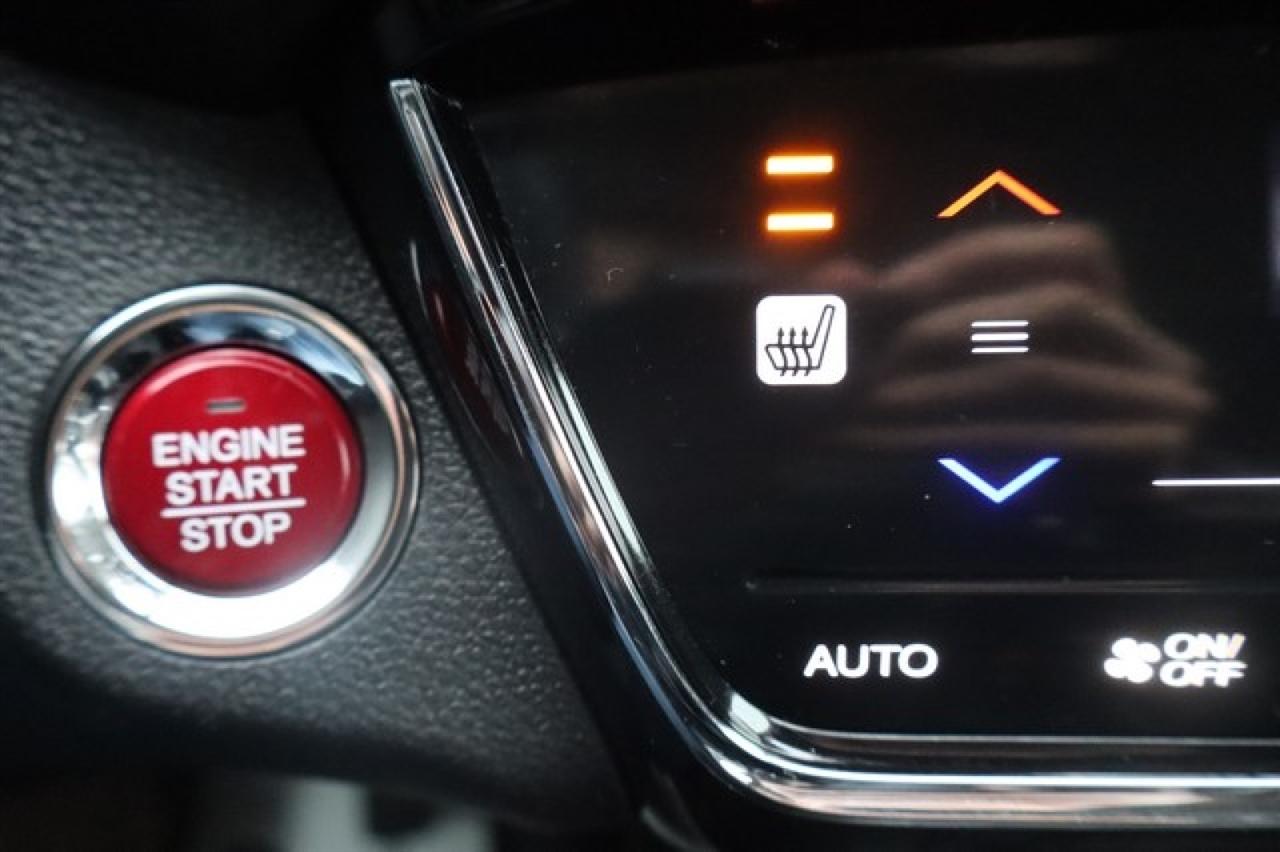 ENGINE
START
STOP
AUTO
ON/
OFF